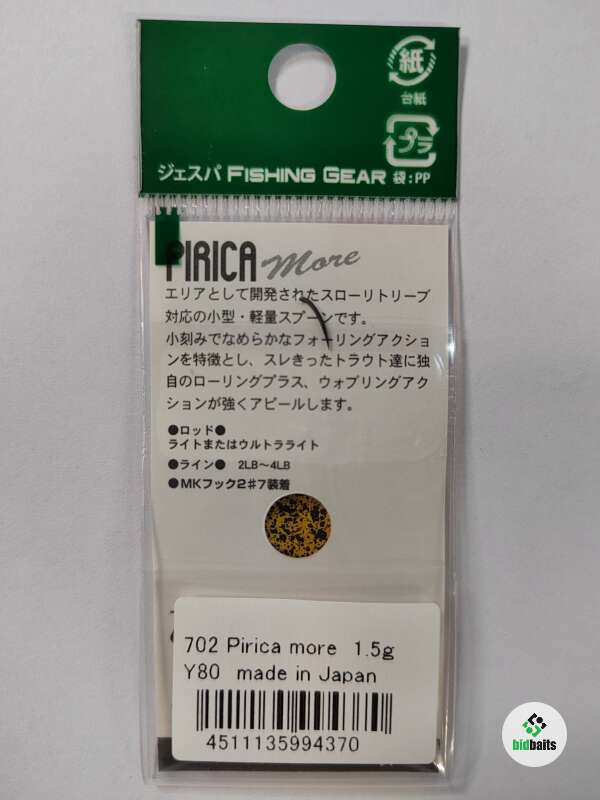 紙
台紙
プラ
ジェスパ FISHING GEAR 袋:PP
PIRICA more
エリアとして開発されたスローリトリーブ
対応の小型・軽量スプーンです。
小刻みでなめらかなフォーリングアクショ
ンを特徴とし、スレきったトラウト達に独
自のローリングプラス、ウォブリングアク
ションが強くアピールします。
●ロッド●
ライトまたはウルトラライト
●ライン● 2LB〜4LB
●MKフック2#7装着
702 Pirica more 1.5g
Y80 made in Japan
4511135994370
bidbaits